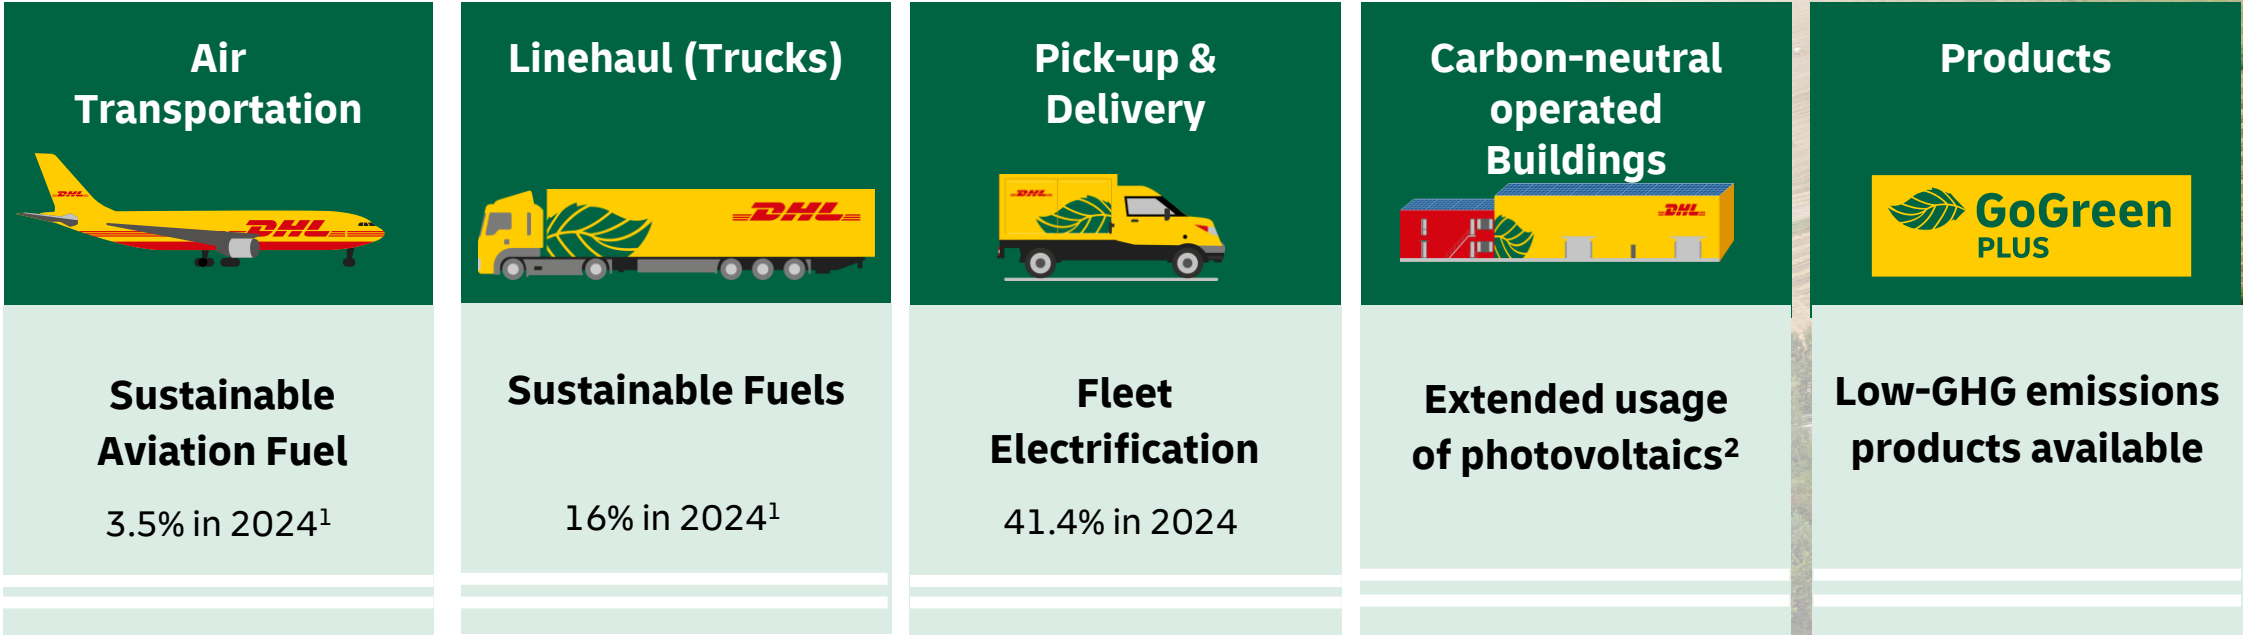 Air
Transportation
DHL
DHL
Sustainable
Aviation Fuel
3.5% in 2024¹
Linehaul (Trucks)
DHL
Sustainable Fuels
16% in 2024¹
Pick-up &
Delivery
DHL
Fleet
Electrification
41.4% in 2024
Carbon-neutral
operated
Buildings
DHL
Extended usage
of photovoltaics²
Products
GoGreen
PLUS
Low-GHG emissions
products available